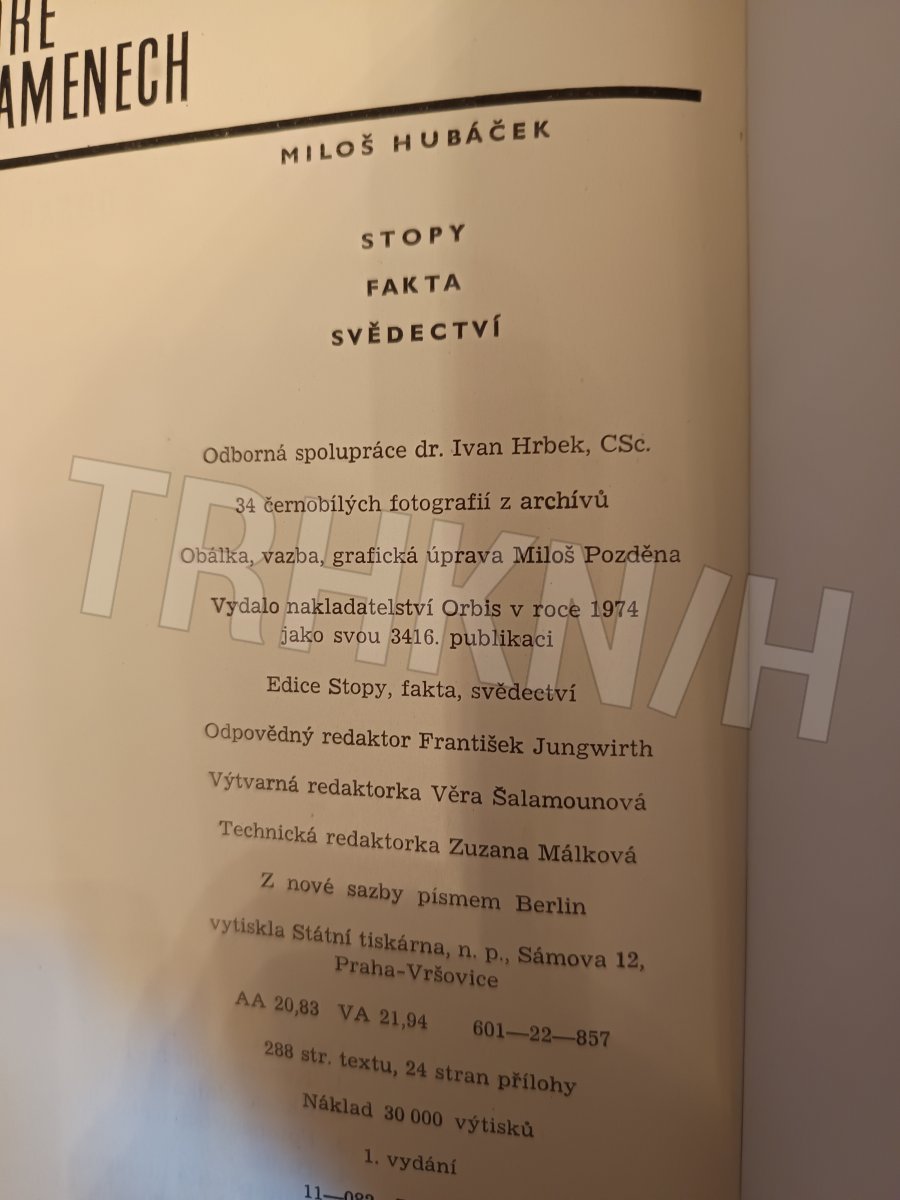 AMENECH
MILOŠ HUBÁČEK
STOPY
FAKTA
SVĚDECTVÍ
Odborná spolupráce dr. Ivan Hrbek, CSc.
34 černobílých fotografií z archívů
Obálka, vazba, grafická úprava Miloš Pozděna
Vydalo nakladatelství Orbis v roce 1974
jako svou 3416. publikaci
Edice Stopy, fakta, svědectví
Odpovědný redaktor František Jungwirth
Výtvarná redaktorka Věra Šalamounová
Technická redaktorka Zuzana Málková
Z nové sazby písmem Berlin
vytiskla Státní tiskárna, n. p., Sámova 12,
Praha-Vršovice
AA 20,83 VA 21,94 601—22—857
288 str. textu, 24 stran přílohy
Náklad 30 000 výtisků
1. vydání
TRHKN/H